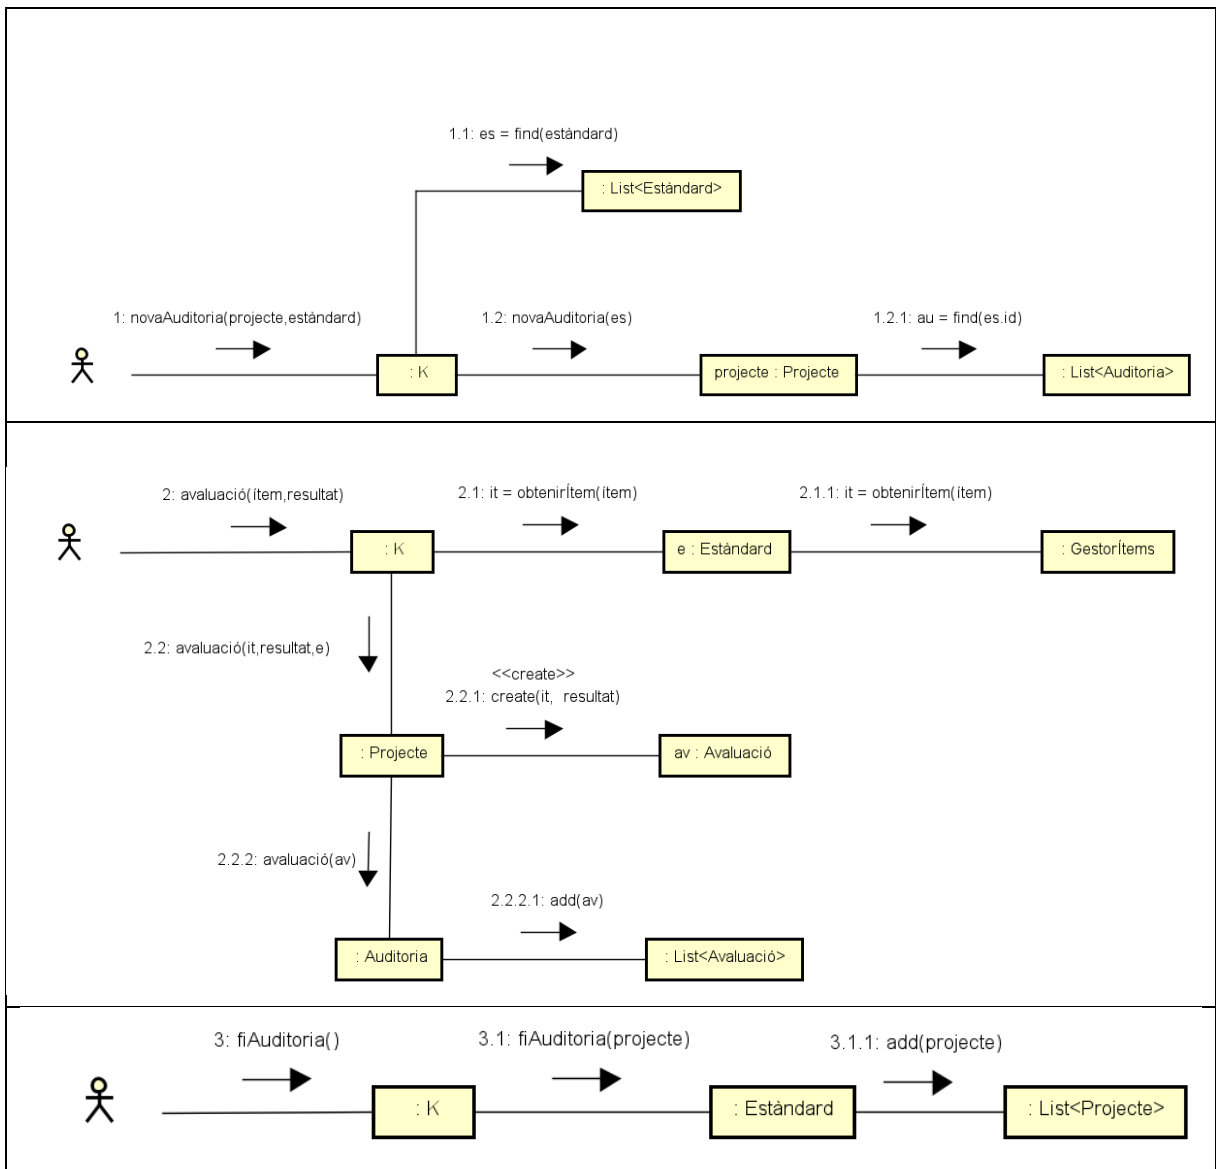 1.1: es = find(estàndard)
: List<Estàndard>
1: novaAuditoria(projecte,estàndard)
1.2: novaAuditoria(es)
1.2.1: au = find(es.id)
: K
projecte : Projecte
: List<Auditoria>
2: avaluació(ítem,resultat)
2.1: it = obtenirÍtem(ítem)
2.1.1: it = obtenirÍtem(ítem)
: K
e : Estàndard
: GestorÍtems
2.2: avaluació(it,resultat,e)
<<create>>
2.2.1: create(it, resultat)
: Projecte
av : Avaluació
2.2.2: avaluació(av)
2.2.2.1: add(av)
: Auditoria
: List<Avaluació>
3: fiAuditoria()
3.1: fiAuditoria(projecte)
3.1.1: add(projecte)
: K
: Estàndard
: List<Projecte>